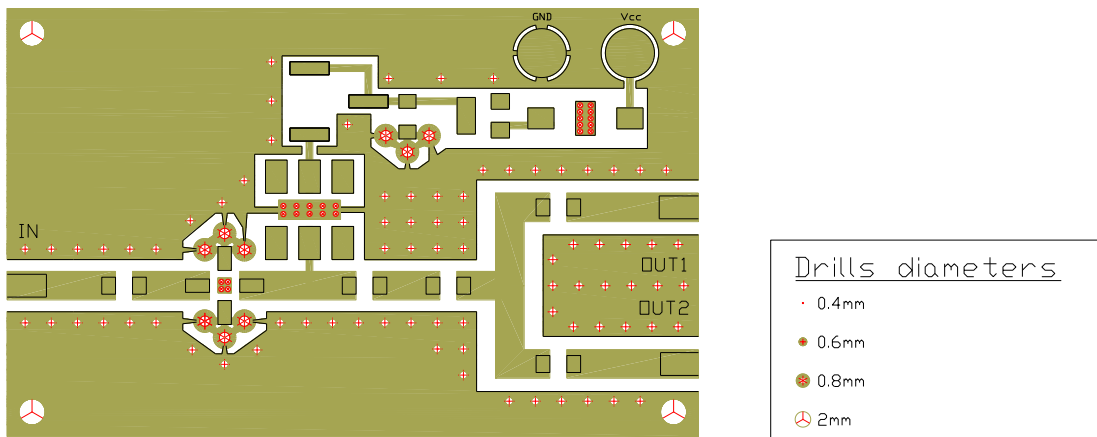 GND
Vcc
IN
OUT1
OUT2
Drills diameters
0.4mm
0.6mm
0.8mm
2mm